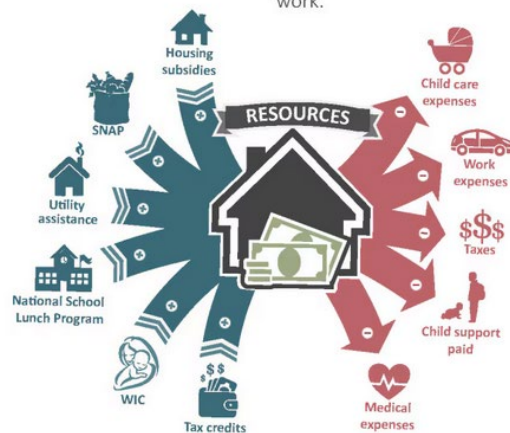 work.
RESOURCES
Housing
subsidies
SNAP
Utility
assistance
National School
Lunch Program
WIC
$$$
Tax credits
Child care
expenses
Work
expenses
$$$
Taxes
Child support
paid
Medical
expenses